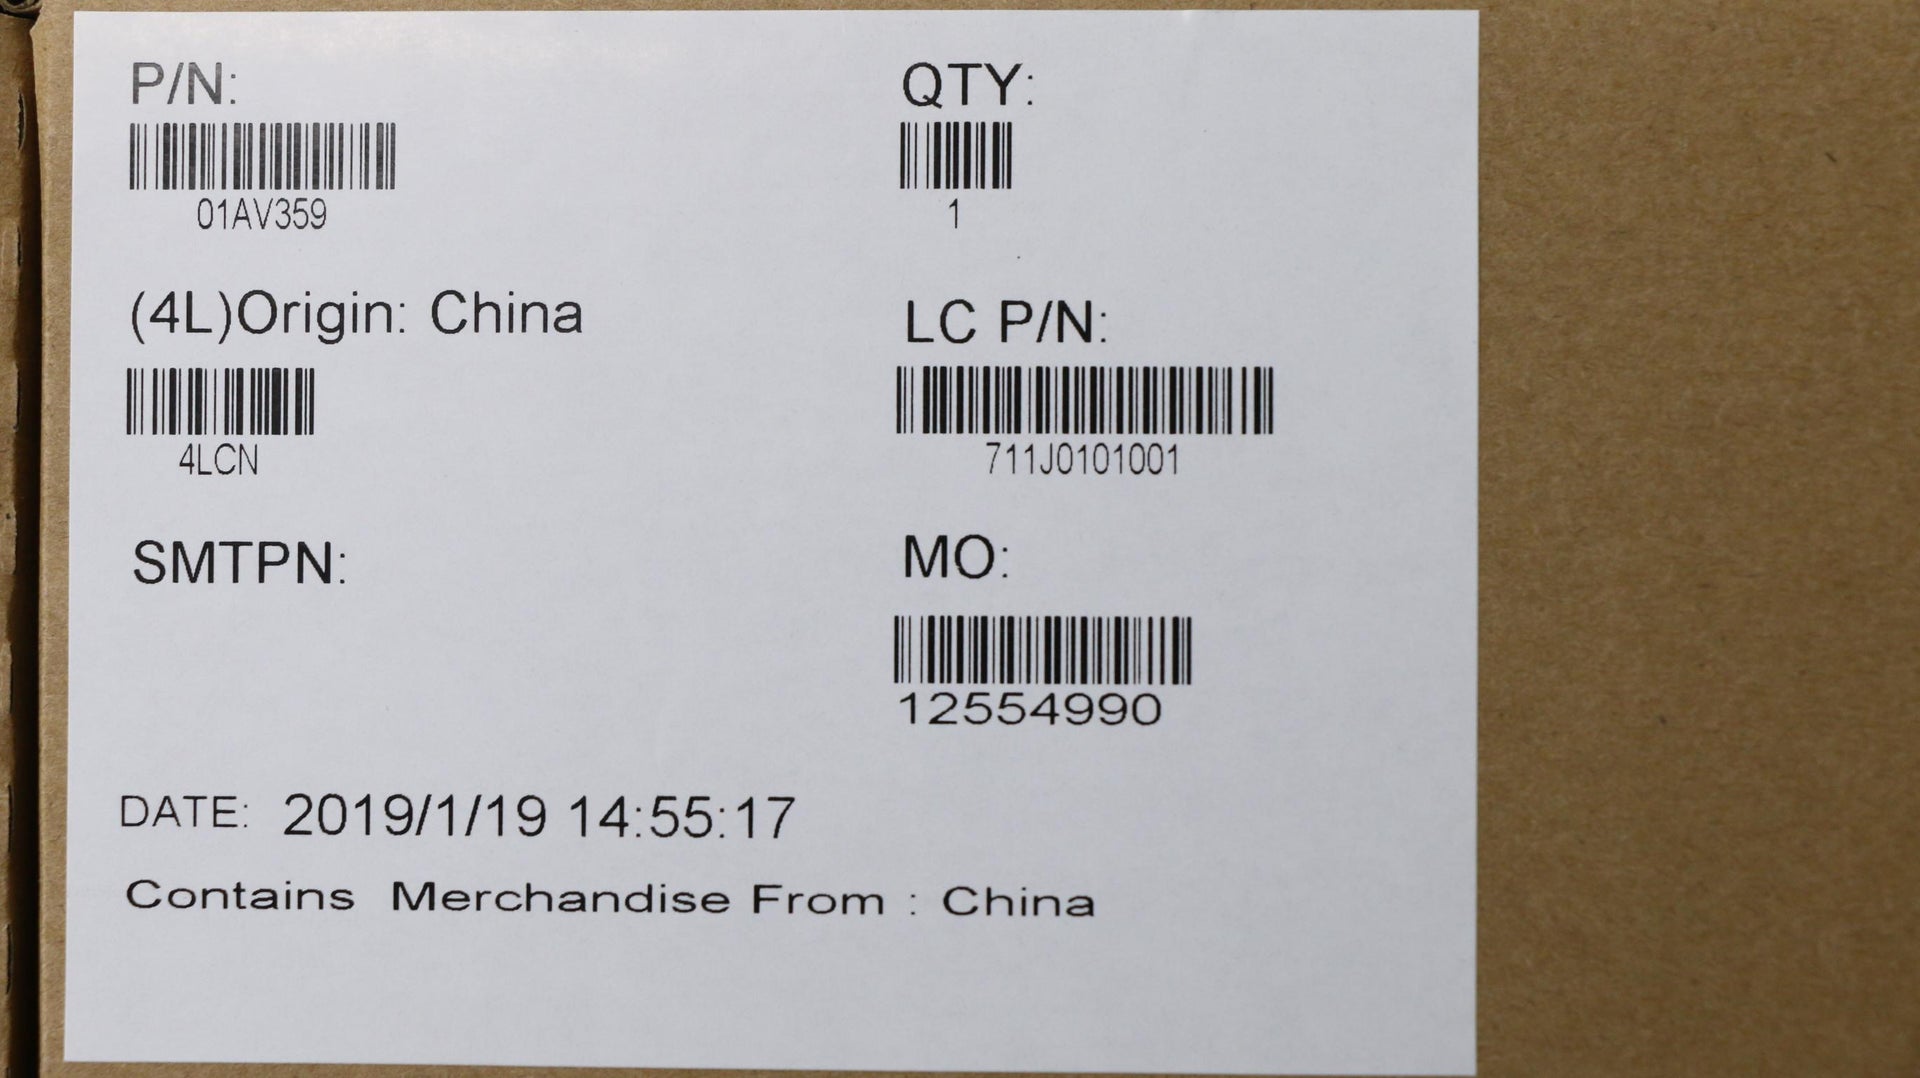 P/N:
01AV359
QTY:
1
(4L)Origin: China
4LCN
LC P/N:
711J0101001
SMTPN:
MO:
12554990
DATE: 2019/1/19 14:55:17
Contains Merchandise From : China